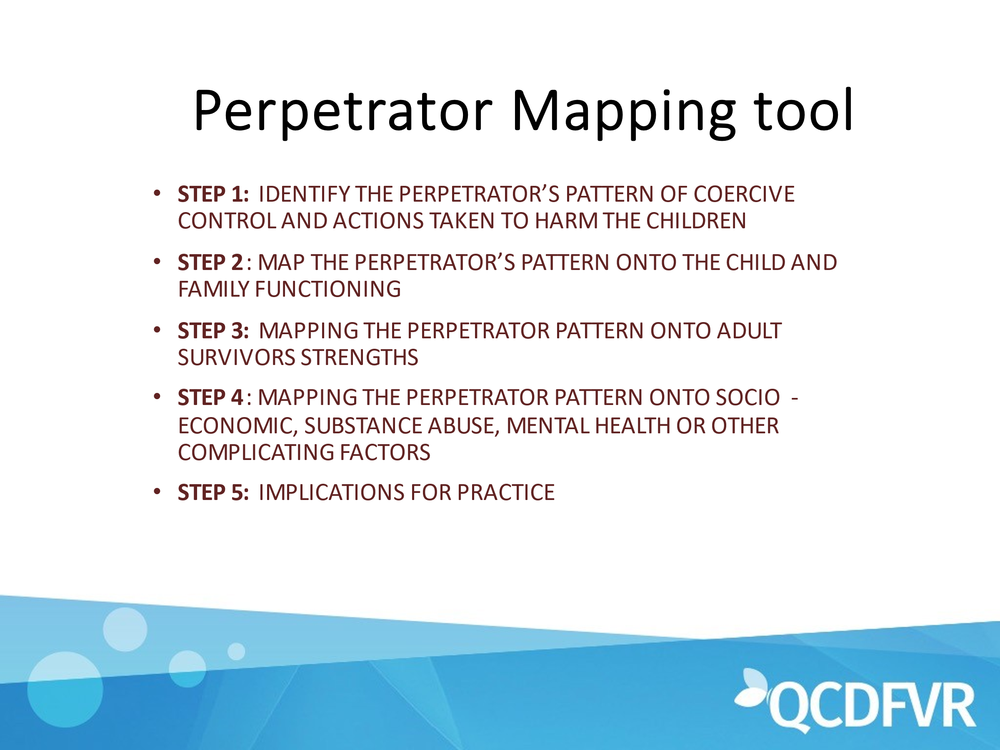 Perpetrator Mapping tool
• STEP 1: IDENTIFY THE PERPETRATOR’S PATTERN OF COERCIVE
CONTROL AND ACTIONS TAKEN TO HARM THE CHILDREN
• STEP 2: MAP THE PERPETRATOR’S PATTERN ONTO THE CHILD AND
FAMILY FUNCTIONING
• STEP 3: MAPPING THE PERPETRATOR PATTERN ONTO ADULT
SURVIVORS STRENGTHS
• STEP 4: MAPPING THE PERPETRATOR PATTERN ONTO SOCIO -
ECONOMIC, SUBSTANCE ABUSE, MENTAL HEALTH OR OTHER
COMPLICATING FACTORS
• STEP 5: IMPLICATIONS FOR PRACTICE
QCDFVR